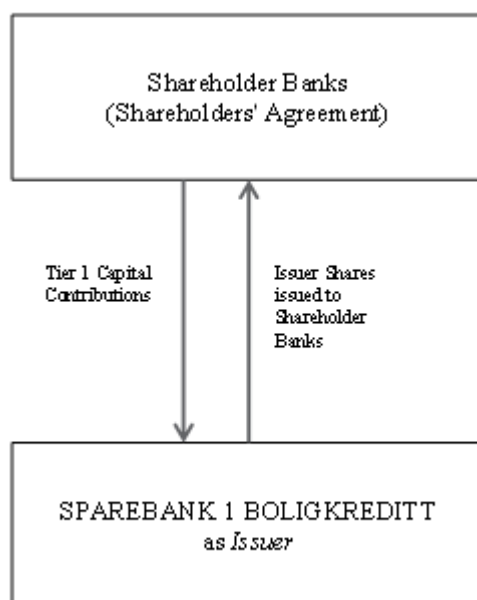 Shareholder Banks
(Shareholders' Agreement)
Tier 1 Capital
Contributions
Issuer Shares
issued to
Shareholder
Banks
SPAREBANK 1 BOLIGKREDITT
as Issuer